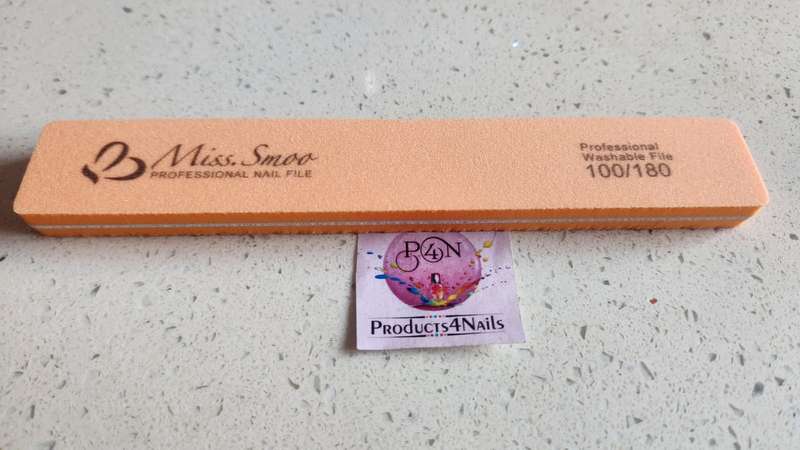 Miss. Smoo
PROFESSIONAL NAIL FILE
Professional
Washable File
100/180
P4N
PRODUCTS4NAILS